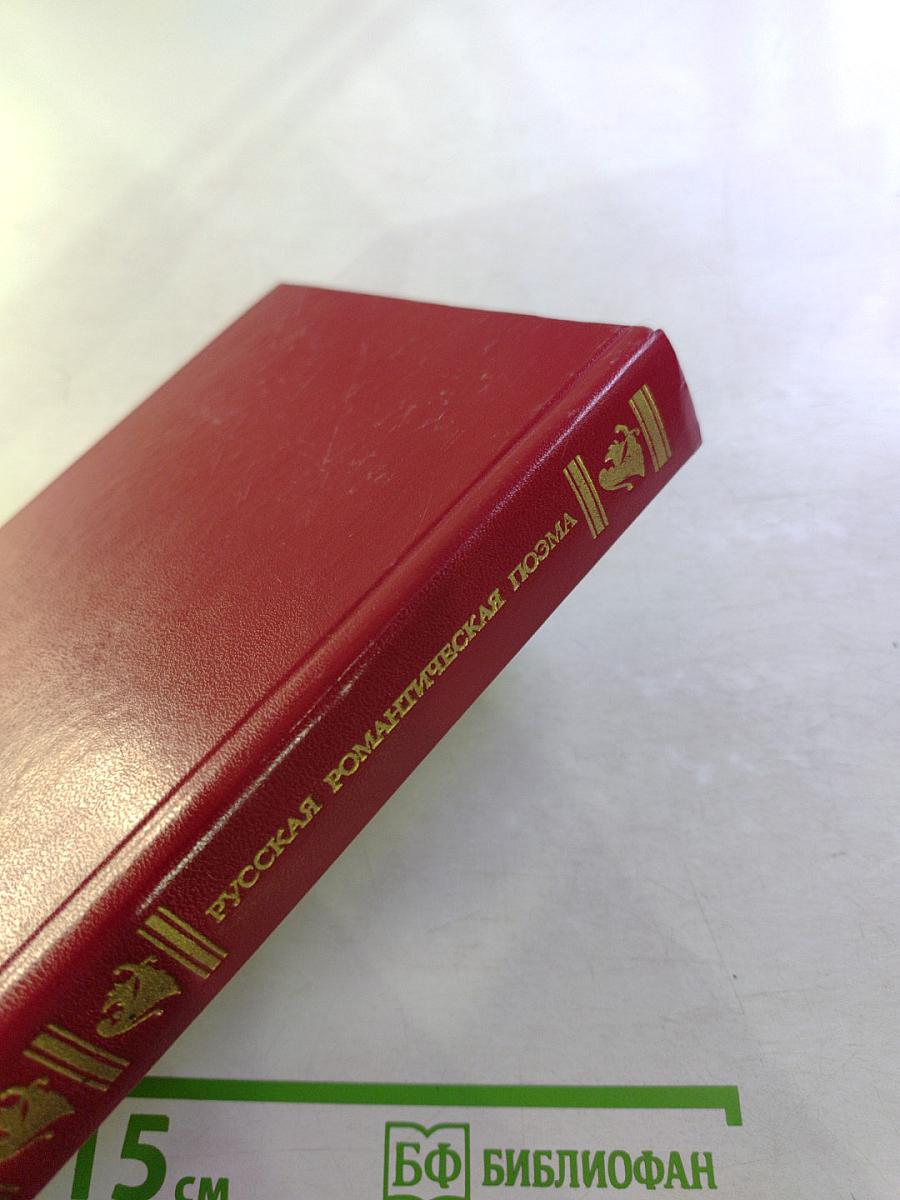 РУССКАЯ РОМАНТИЧЕСКАЯ ПОЭМА
15 см
БФ БИБЛИОФАН